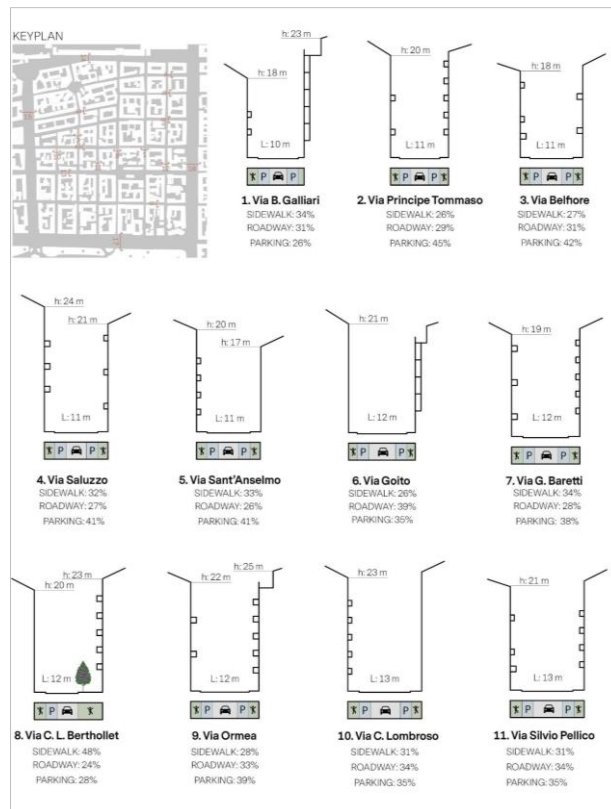 KEYPLAN
h: 23 m
h: 18 m
L: 10 m
P P
1. Via B. Galliari
SIDEWALK: 34%
ROADWAY: 31%
PARKING: 26%
h: 20 m
L: 11 m
P P
2. Via Principe Tommaso
SIDEWALK: 26%
ROADWAY: 29%
PARKING: 45%
h: 18 m
L: 11 m
P P
3. Via Belfiore
SIDEWALK: 27%
ROADWAY: 31%
PARKING: 42%
h: 24 m
h: 21 m
L: 11 m
P P
4. Via Saluzzo
SIDEWALK: 32%
ROADWAY: 27%
PARKING: 41%
h: 20 m
h: 17 m
L: 11 m
P P
5. Via Sant'Anselmo
SIDEWALK: 33%
ROADWAY: 26%
PARKING: 41%
h: 21 m
L: 12 m
P P
6. Via Goito
SIDEWALK: 26%
ROADWAY: 39%
PARKING: 35%
h: 19 m
L: 12 m
P P
7. Via G. Baretti
SIDEWALK: 34%
ROADWAY: 28%
PARKING: 38%
h: 23 m
h: 20 m
L: 12 m
P
8. Via C. L. Berthollet
SIDEWALK: 48%
ROADWAY: 24%
PARKING: 28%
h: 25 m
h: 22 m
L: 12 m
P P
9. Via Ormea
SIDEWALK: 28%
ROADWAY: 33%
PARKING: 39%
h: 23 m
L: 13 m
P P
10. Via C. Lombroso
SIDEWALK: 31%
ROADWAY: 34%
PARKING: 35%
h: 21 m
L: 13 m
P P
11. Via Silvio Pellico
SIDEWALK: 31%
ROADWAY: 34%
PARKING: 35%